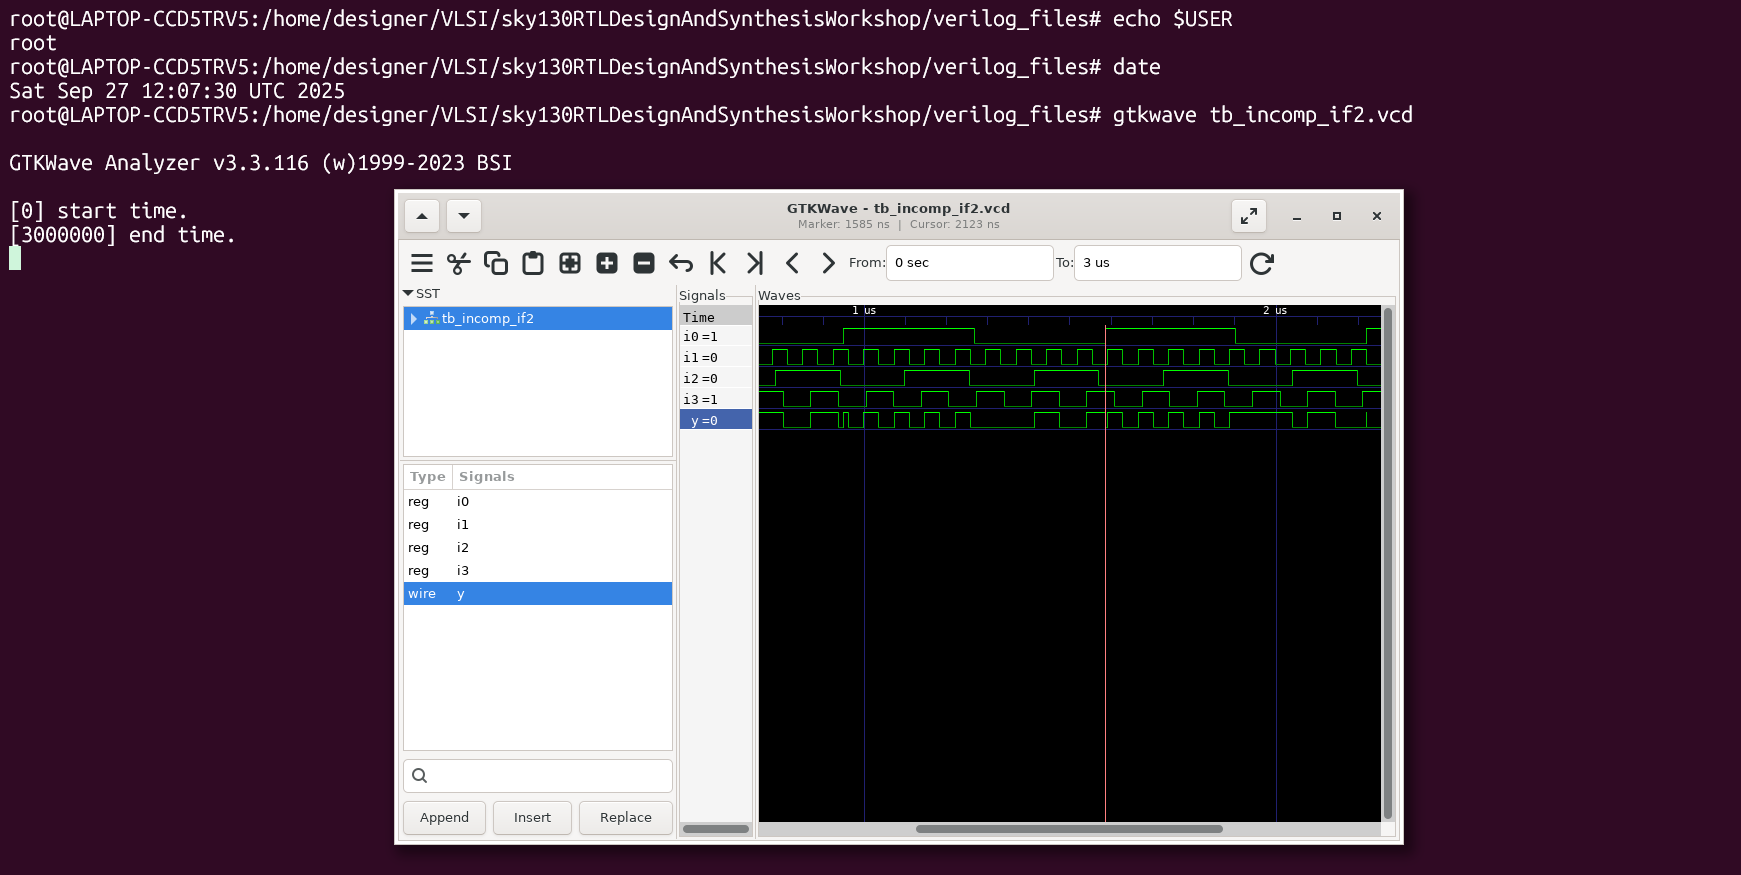 root@LAPTOP-CCD5TRV5:/home/designer/VLSI/sky130RTLDesignAndSynthesisWorkshop/verilog_files# echo $USER
root
root@LAPTOP-CCD5TRV5:/home/designer/VLSI/sky130RTLDesignAndSynthesisWorkshop/verilog_files# date
Sat Sep 27 12:07:30 UTC 2025
root@LAPTOP-CCD5TRV5:/home/designer/VLSI/sky130RTLDesignAndSynthesisWorkshop/verilog_files# gtkwave tb_incomp_if2.vcd
GTKWave Analyzer v3.3.116 (w)1999-2023 BSI
[0] start time.
[3000000] end time.
GTKWave - tb_incomp_if2.vcd
Marker: 1585 ns | Cursor: 2123 ns
From: 0 sec To: 3 us
SST
tb_incomp_if2
Type Signals
reg i0
reg i1
reg i2
reg i3
wire y
Append Insert Replace
Signals
Time
i0=1
i1=0
i2=0
i3=1
y=0
Waves
1 us 2 us